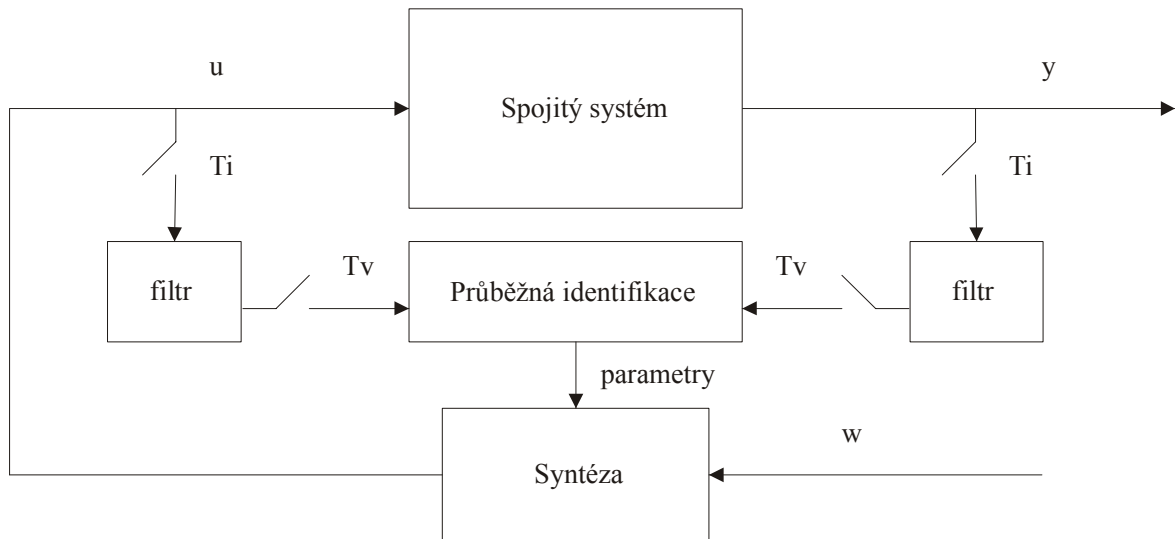 u
y
Spojitý systém
Ti
Ti
filtr
Tv
Průběžná identifikace
Tv
filtr
parametry
w
Syntéza